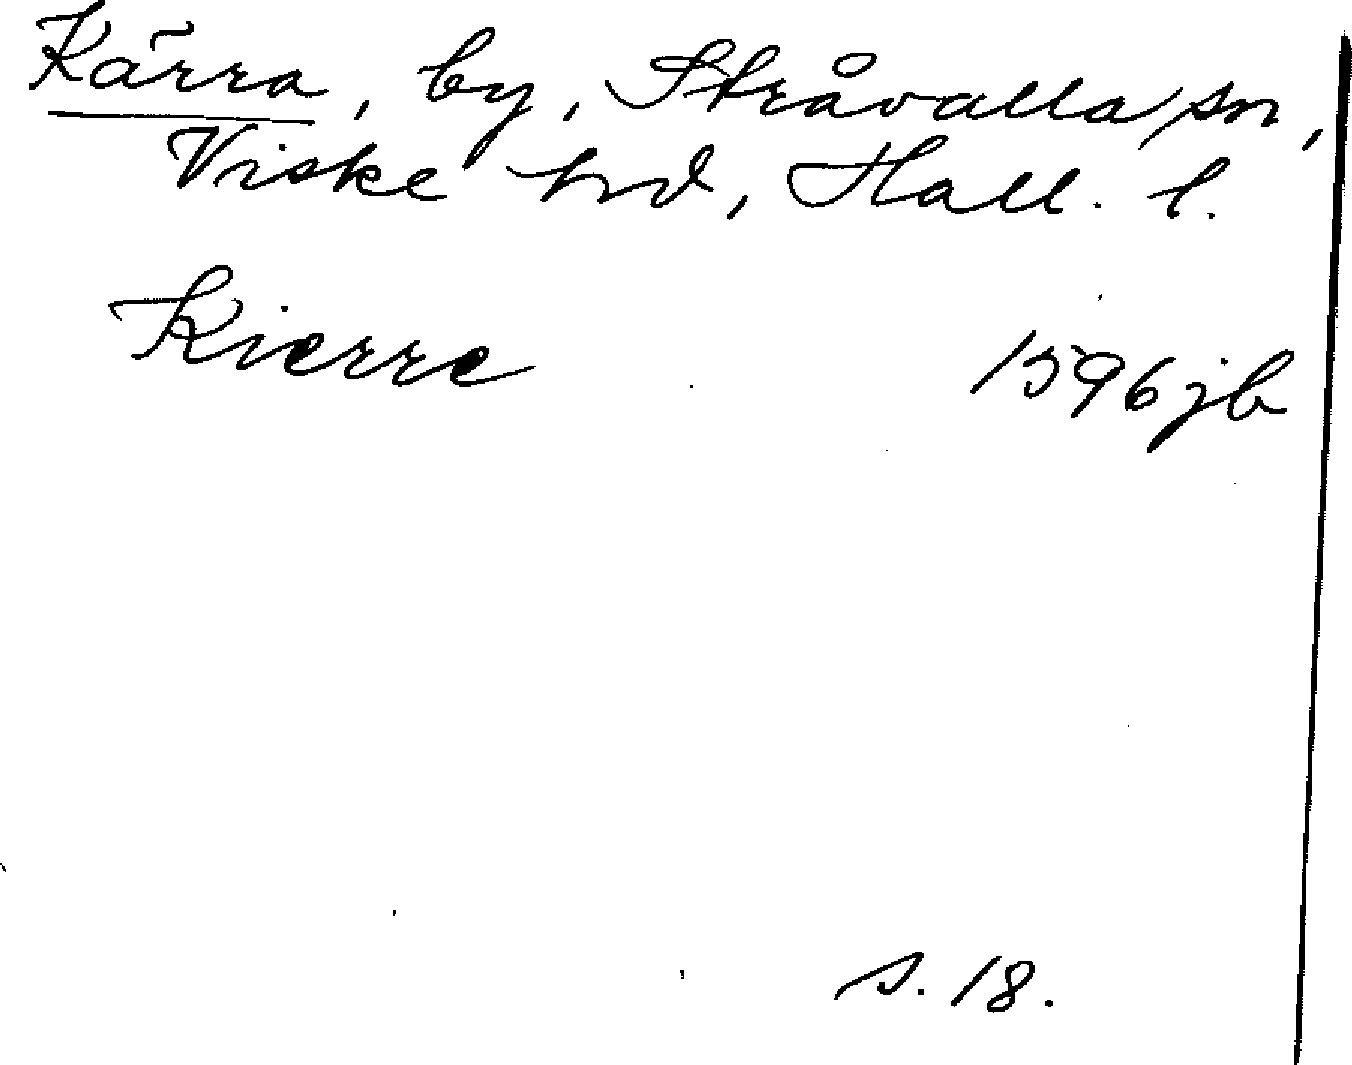 Kärra, by, Stråvalla sn,
Viske hd, Hall. l.
Kierre 1596 jb
s. 18.